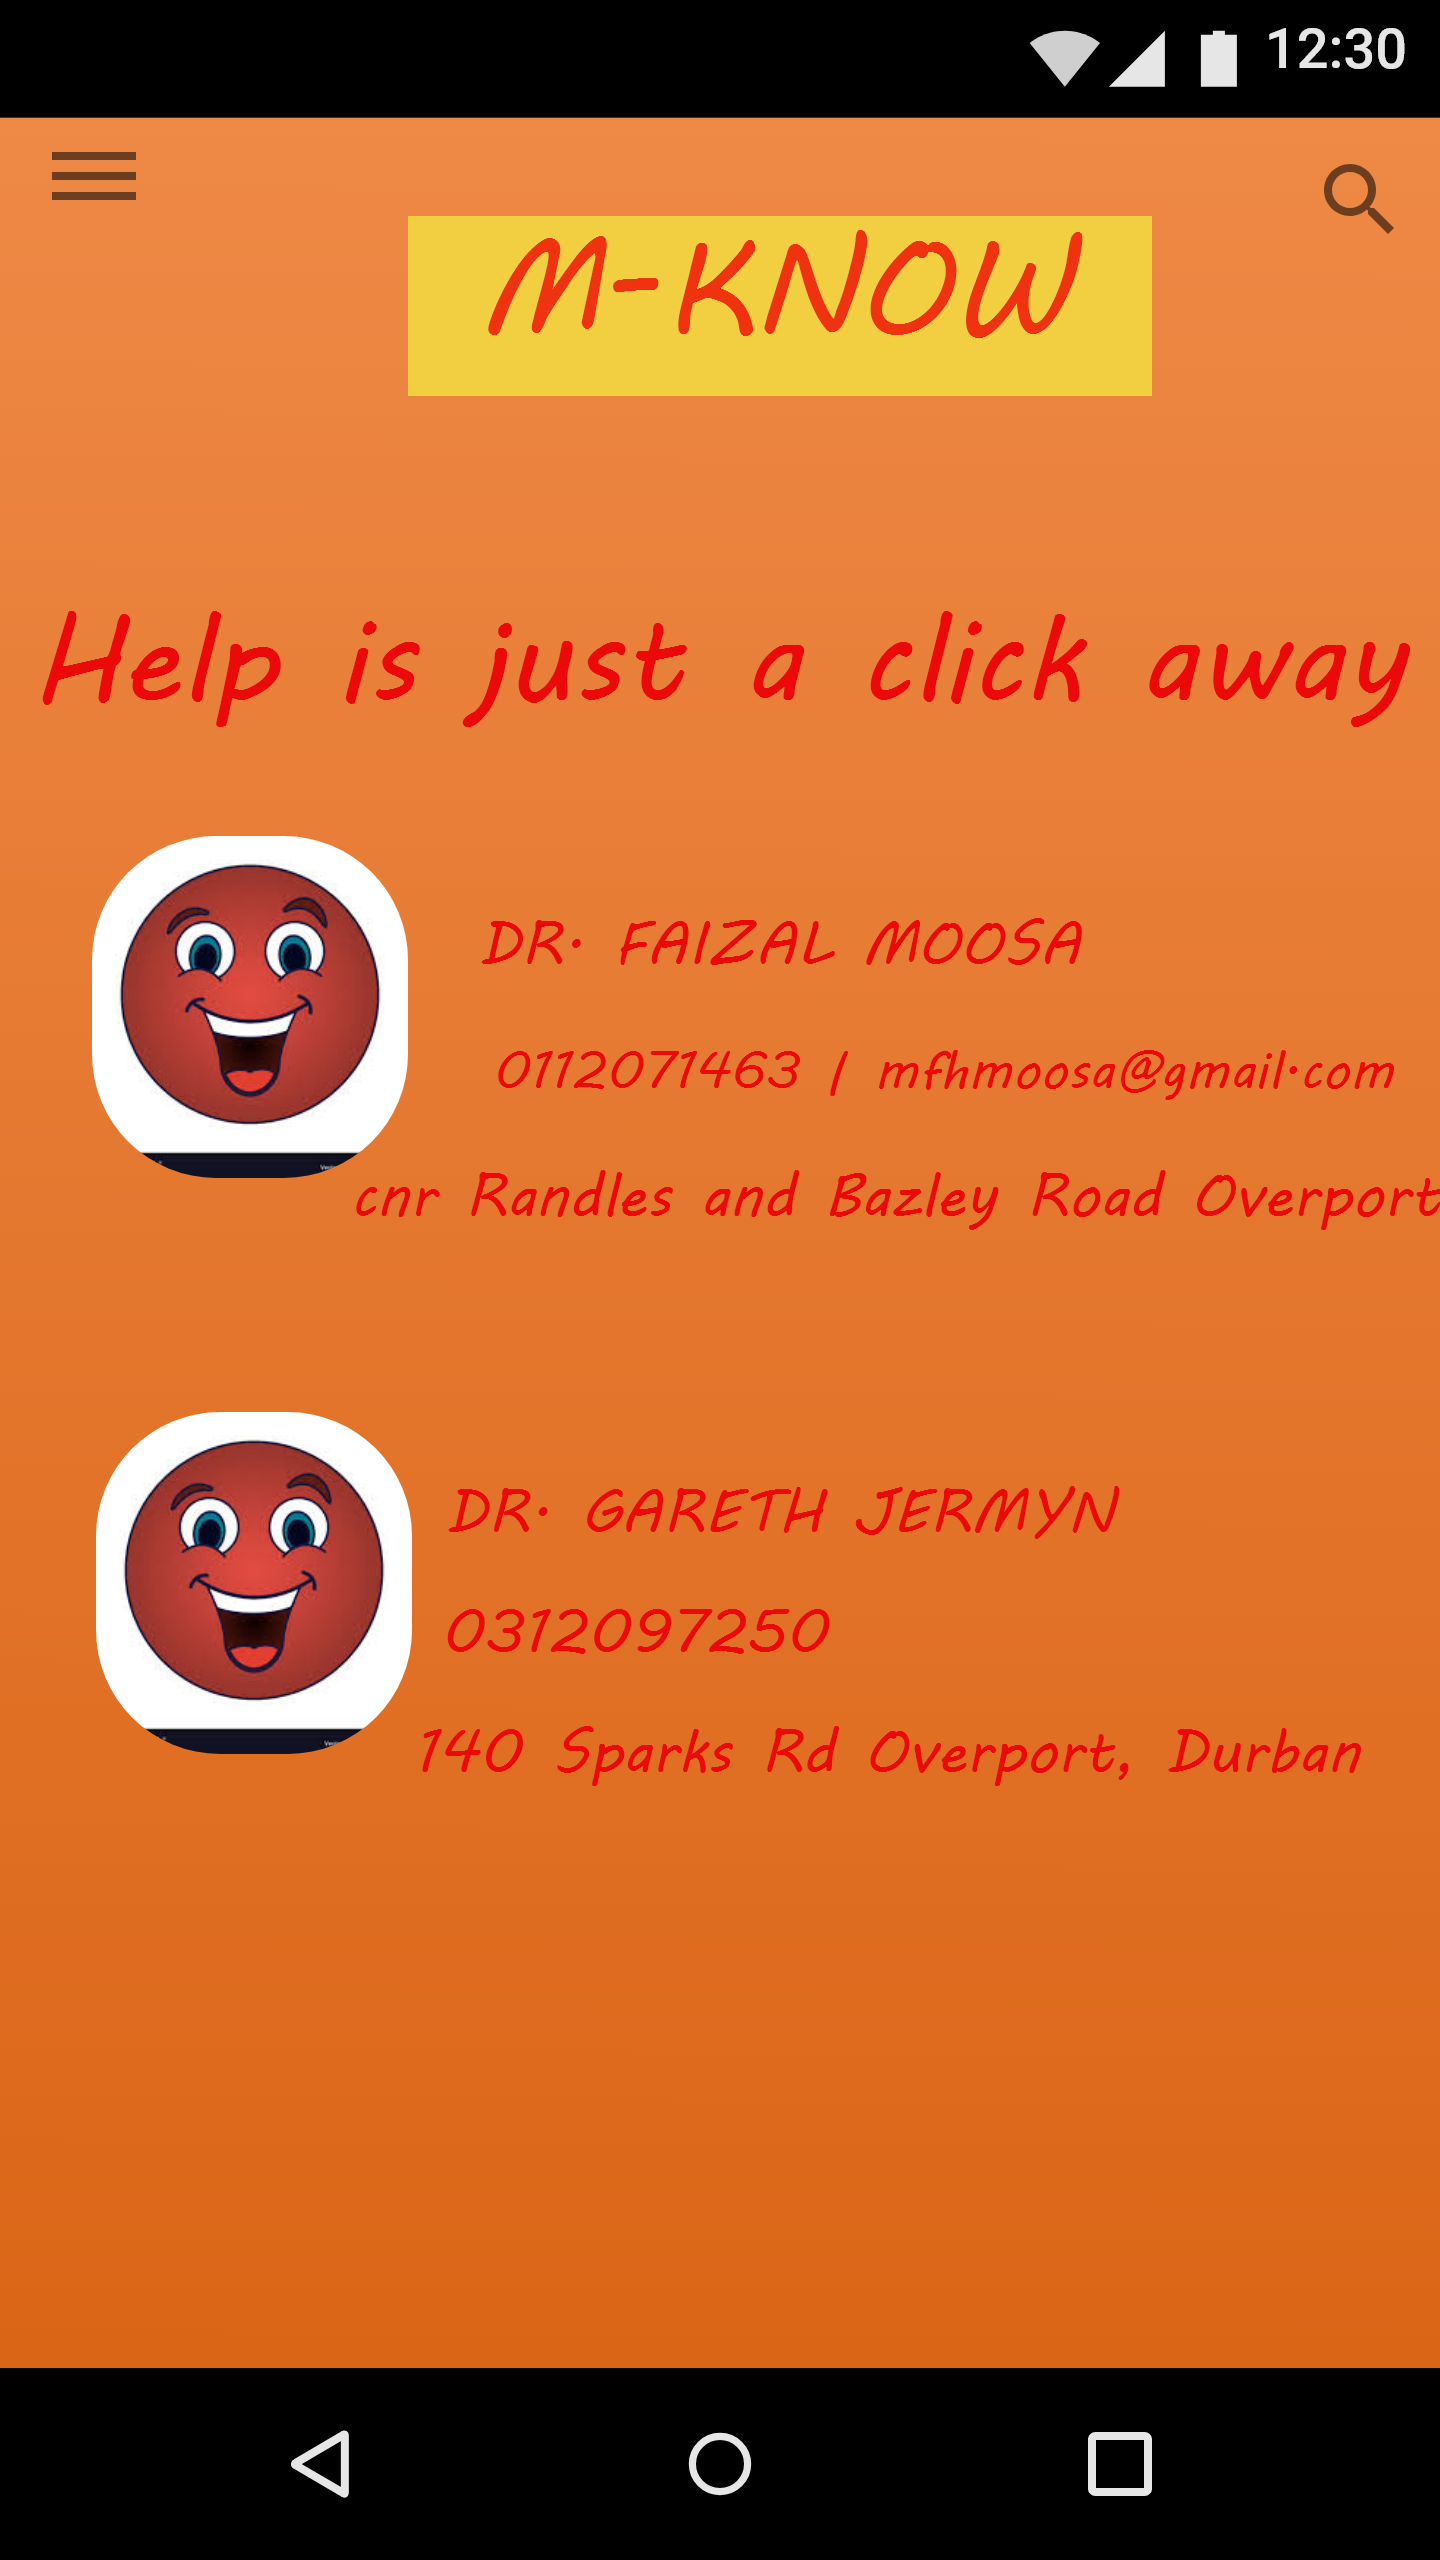 12:30
M-KNOW
Help is just a click away
DR. FAIZAL MOOSA
0112071463 | mfhmoosa@gmail.com
cnr Randles and Bazley Road Overport
DR. GARETH JERMYN
0312097250
140 Sparks Rd Overport, Durban